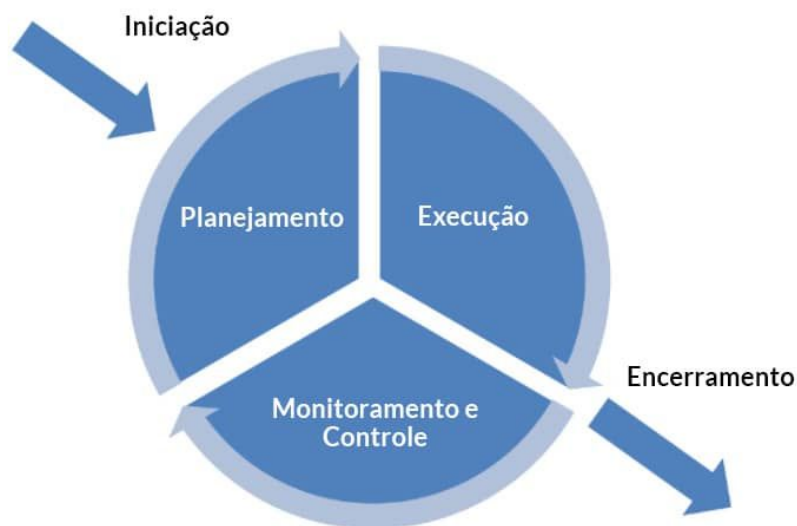 Iniciação
Planejamento
Execução
Encerramento
Monitoramento e
Controle